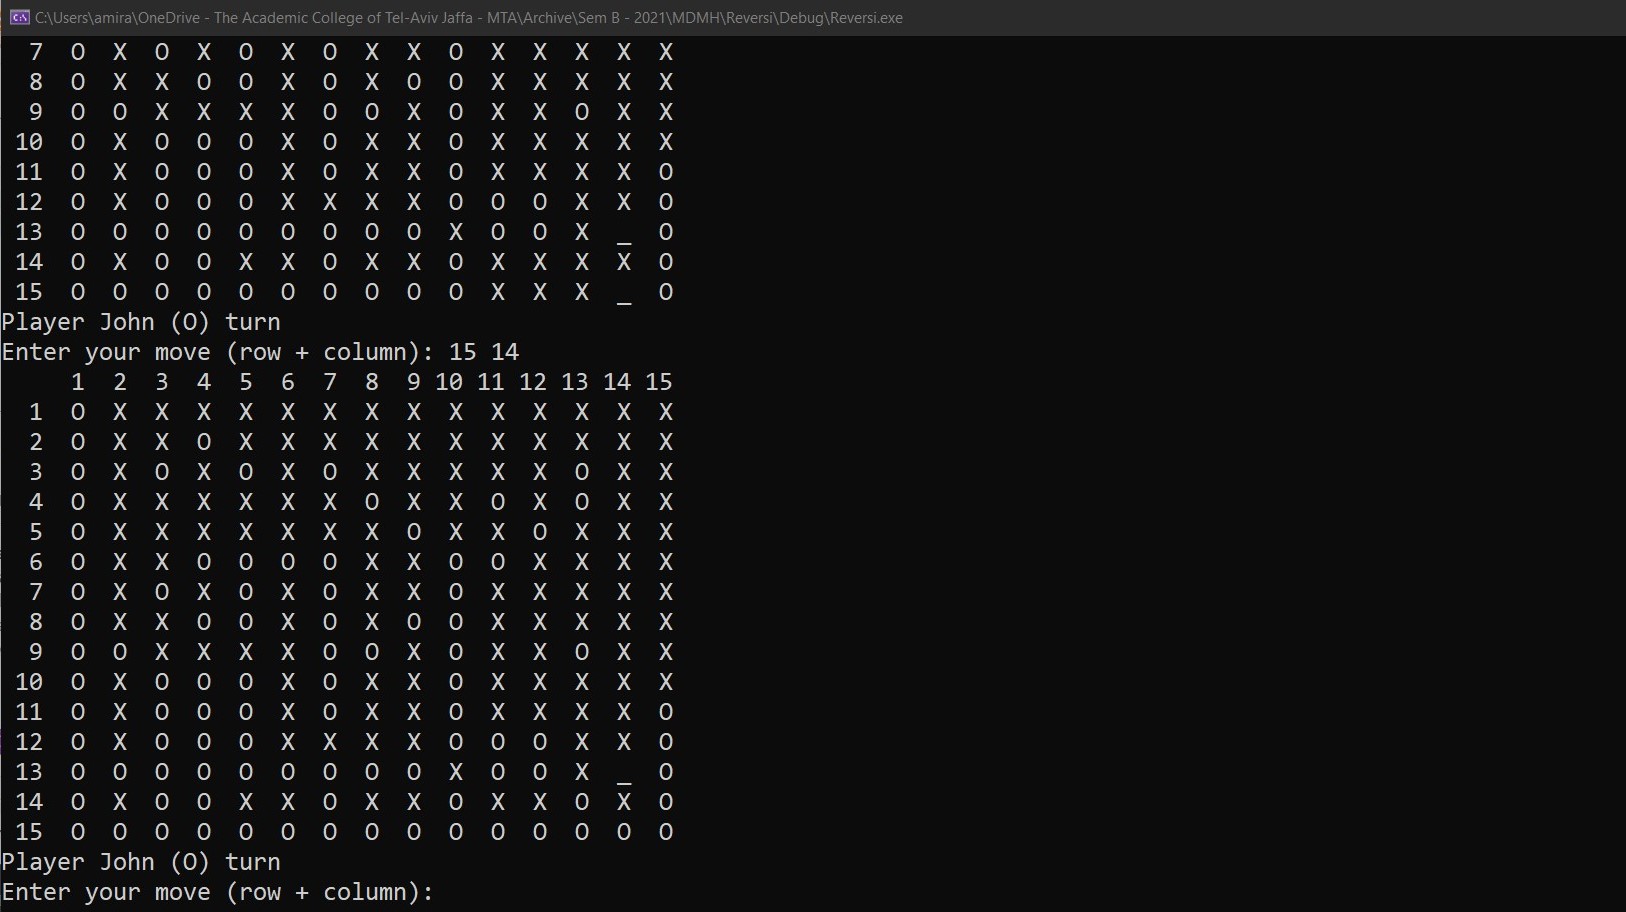 C:\Users\amira\OneDrive - The Academic College of Tel-Aviv Jaffa - MTA\Archive\Sem B - 2021\MDMH\Reversi\Debug\Reversi.exe
7 O X O X O X O X X O X X X X X
8 O X X O O X O X O O X X X X X
9 O O X X X X O O X O X X O X X
10 O X O O O X O X X O X X X X X
11 O X O O O X O X X O X X X X O
12 O X O O O X X X X O O O X X O
13 O O O O O O O O O X O O X _ O
14 O X O O X X O X X O X X X X O
15 O O O O O O O O O O X X X _ O
Player John (O) turn
Enter your move (row + column): 15 14
1 2 3 4 5 6 7 8 9 10 11 12 13 14 15
1 O X X X X X X X X X X X X X X
2 O X X O X X X X X X X X X X X
3 O X O X O X O X X X X X O X X
4 O X X X X X X O X X O X O X X
5 O X X X X X X X O X X O X X X
6 O X X O O O O X X O O X X X X
7 O X O X O X O X X O X X X X X
8 O X X O O X O X O O X X X X X
9 O O X X X X O O X O X X O X X
10 O X O O O X O X X O X X X X X
11 O X O O O X O X X O X X X X O
12 O X O O O X X X X O O O X X O
13 O O O O O O O O O X O O X _ O
14 O X O O X X O X X O X X O X O
15 O O O O O O O O O O O O O O O
Player John (O) turn
Enter your move (row + column):